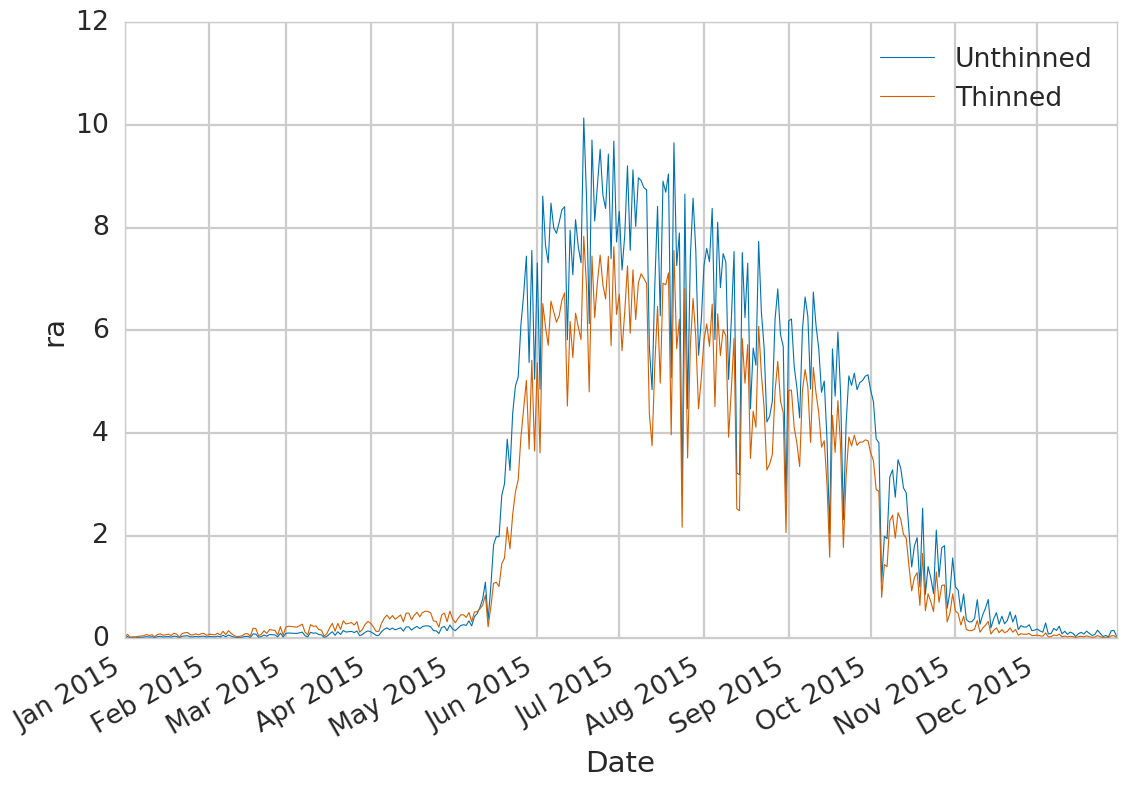 12
10
8
6
4
2
0
ra
Unthinned
Thinned
Jan 2015
Feb 2015
Mar 2015
Apr 2015
May 2015
Jun 2015
Jul 2015
Aug 2015
Sep 2015
Oct 2015
Nov 2015
Dec 2015
Date